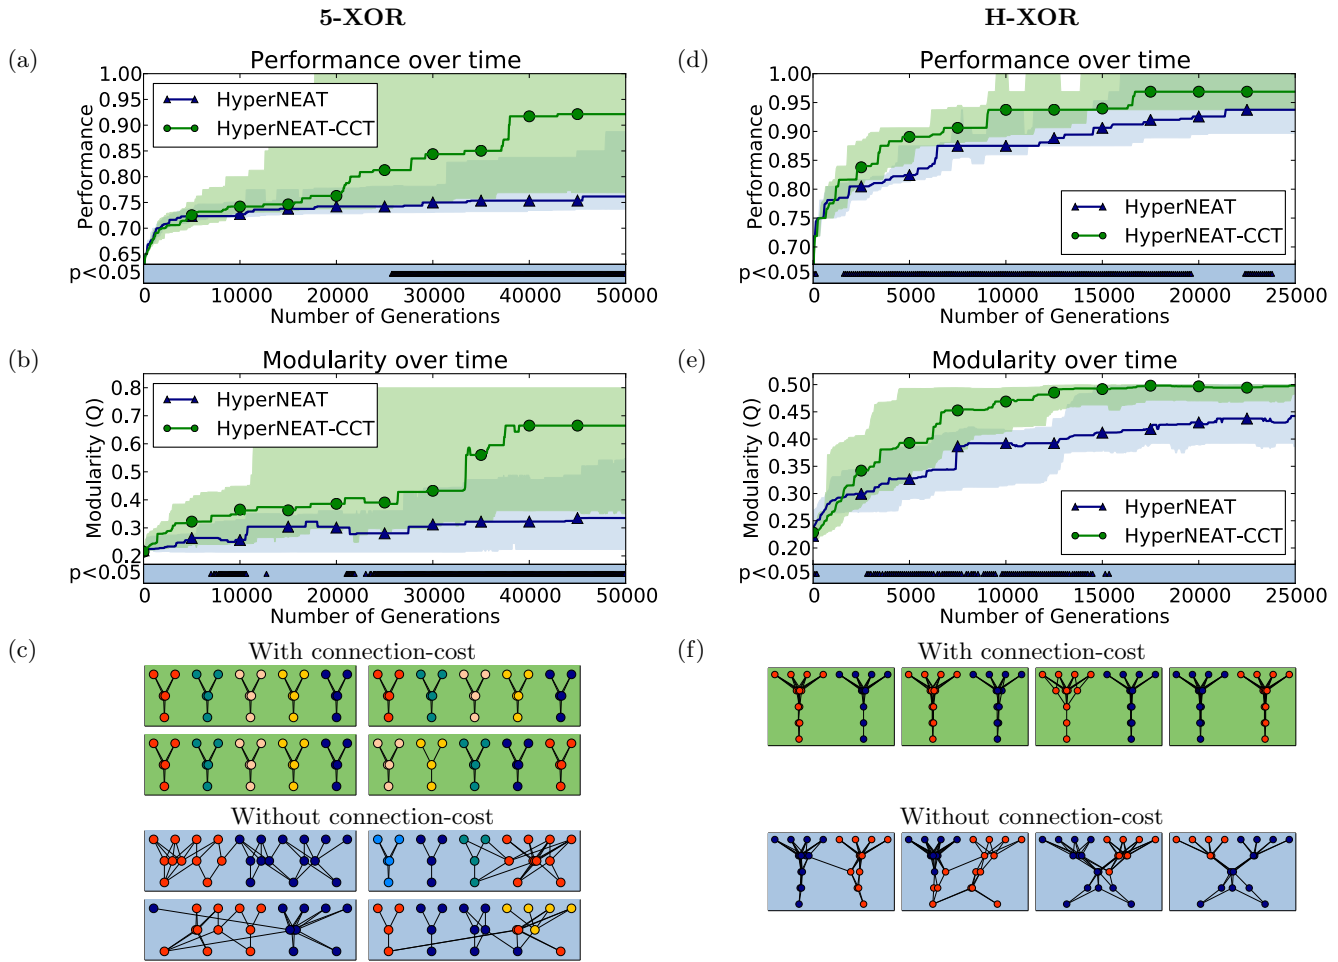 5-XOR
H-XOR
(a)
Performance over time
Performance
1.00
0.95
0.90
0.85
0.80
0.75
0.70
0.65
HyperNEAT
HyperNEAT-CCT
p<0.05
0 10000 20000 30000 40000 50000
Number of Generations
(d)
Performance over time
Performance
1.00
0.95
0.90
0.85
0.80
0.75
0.70
HyperNEAT
HyperNEAT-CCT
p<0.05
0 5000 10000 15000 20000 25000
Number of Generations
(b)
Modularity over time
Modularity (Q)
0.8
0.7
0.6
0.5
0.4
0.3
0.2
HyperNEAT
HyperNEAT-CCT
p<0.05
0 10000 20000 30000 40000 50000
Number of Generations
(e)
Modularity over time
Modularity (Q)
0.50
0.45
0.40
0.35
0.30
0.25
0.20
HyperNEAT
HyperNEAT-CCT
p<0.05
0 5000 10000 15000 20000 25000
Number of Generations
(c)
With connection-cost
Without connection-cost
(f)
With connection-cost
Without connection-cost